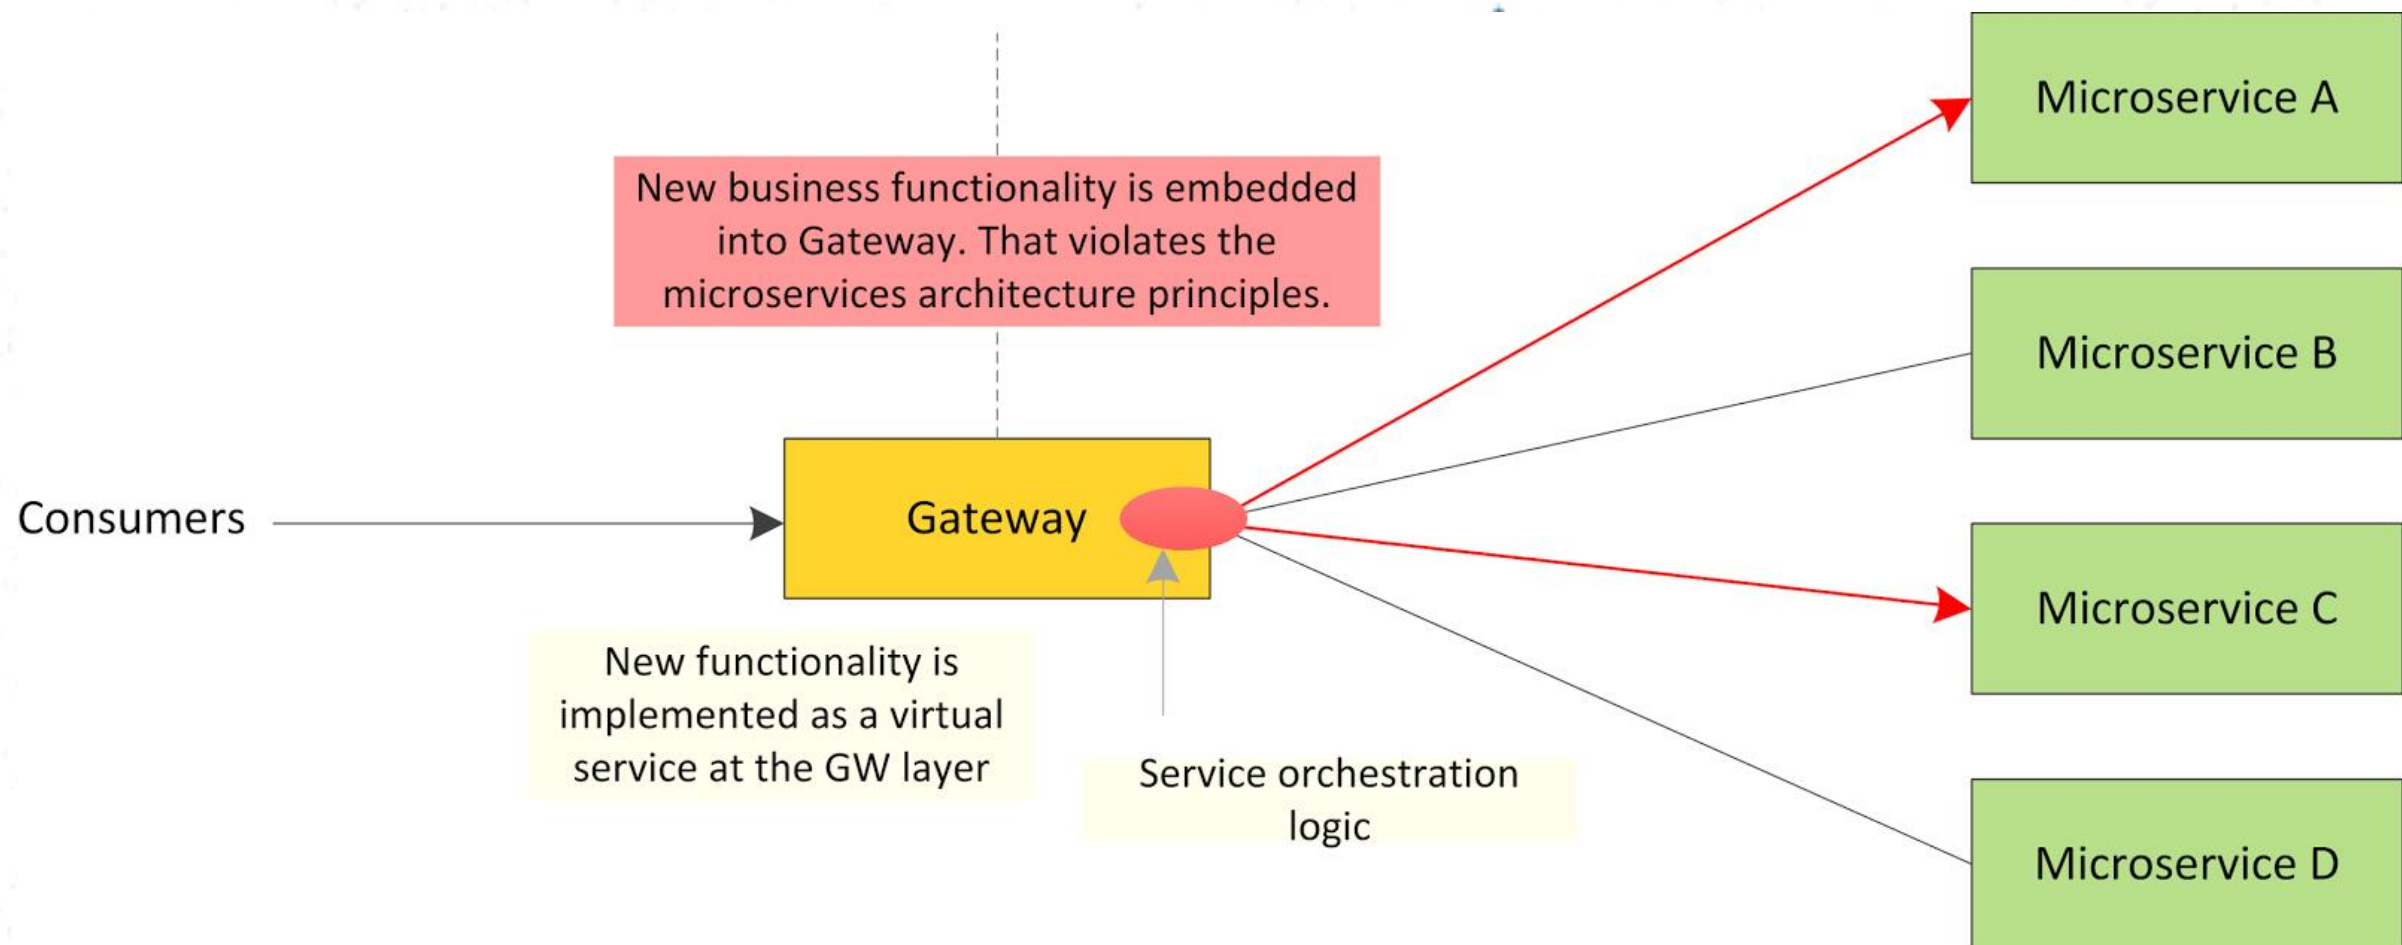 Microservice A
New business functionality is embedded
into Gateway. That violates the
microservices architecture principles.
Microservice B
Consumers
Gateway
Microservice C
New functionality is
implemented as a virtual
service at the GW layer
Service orchestration
logic
Microservice D